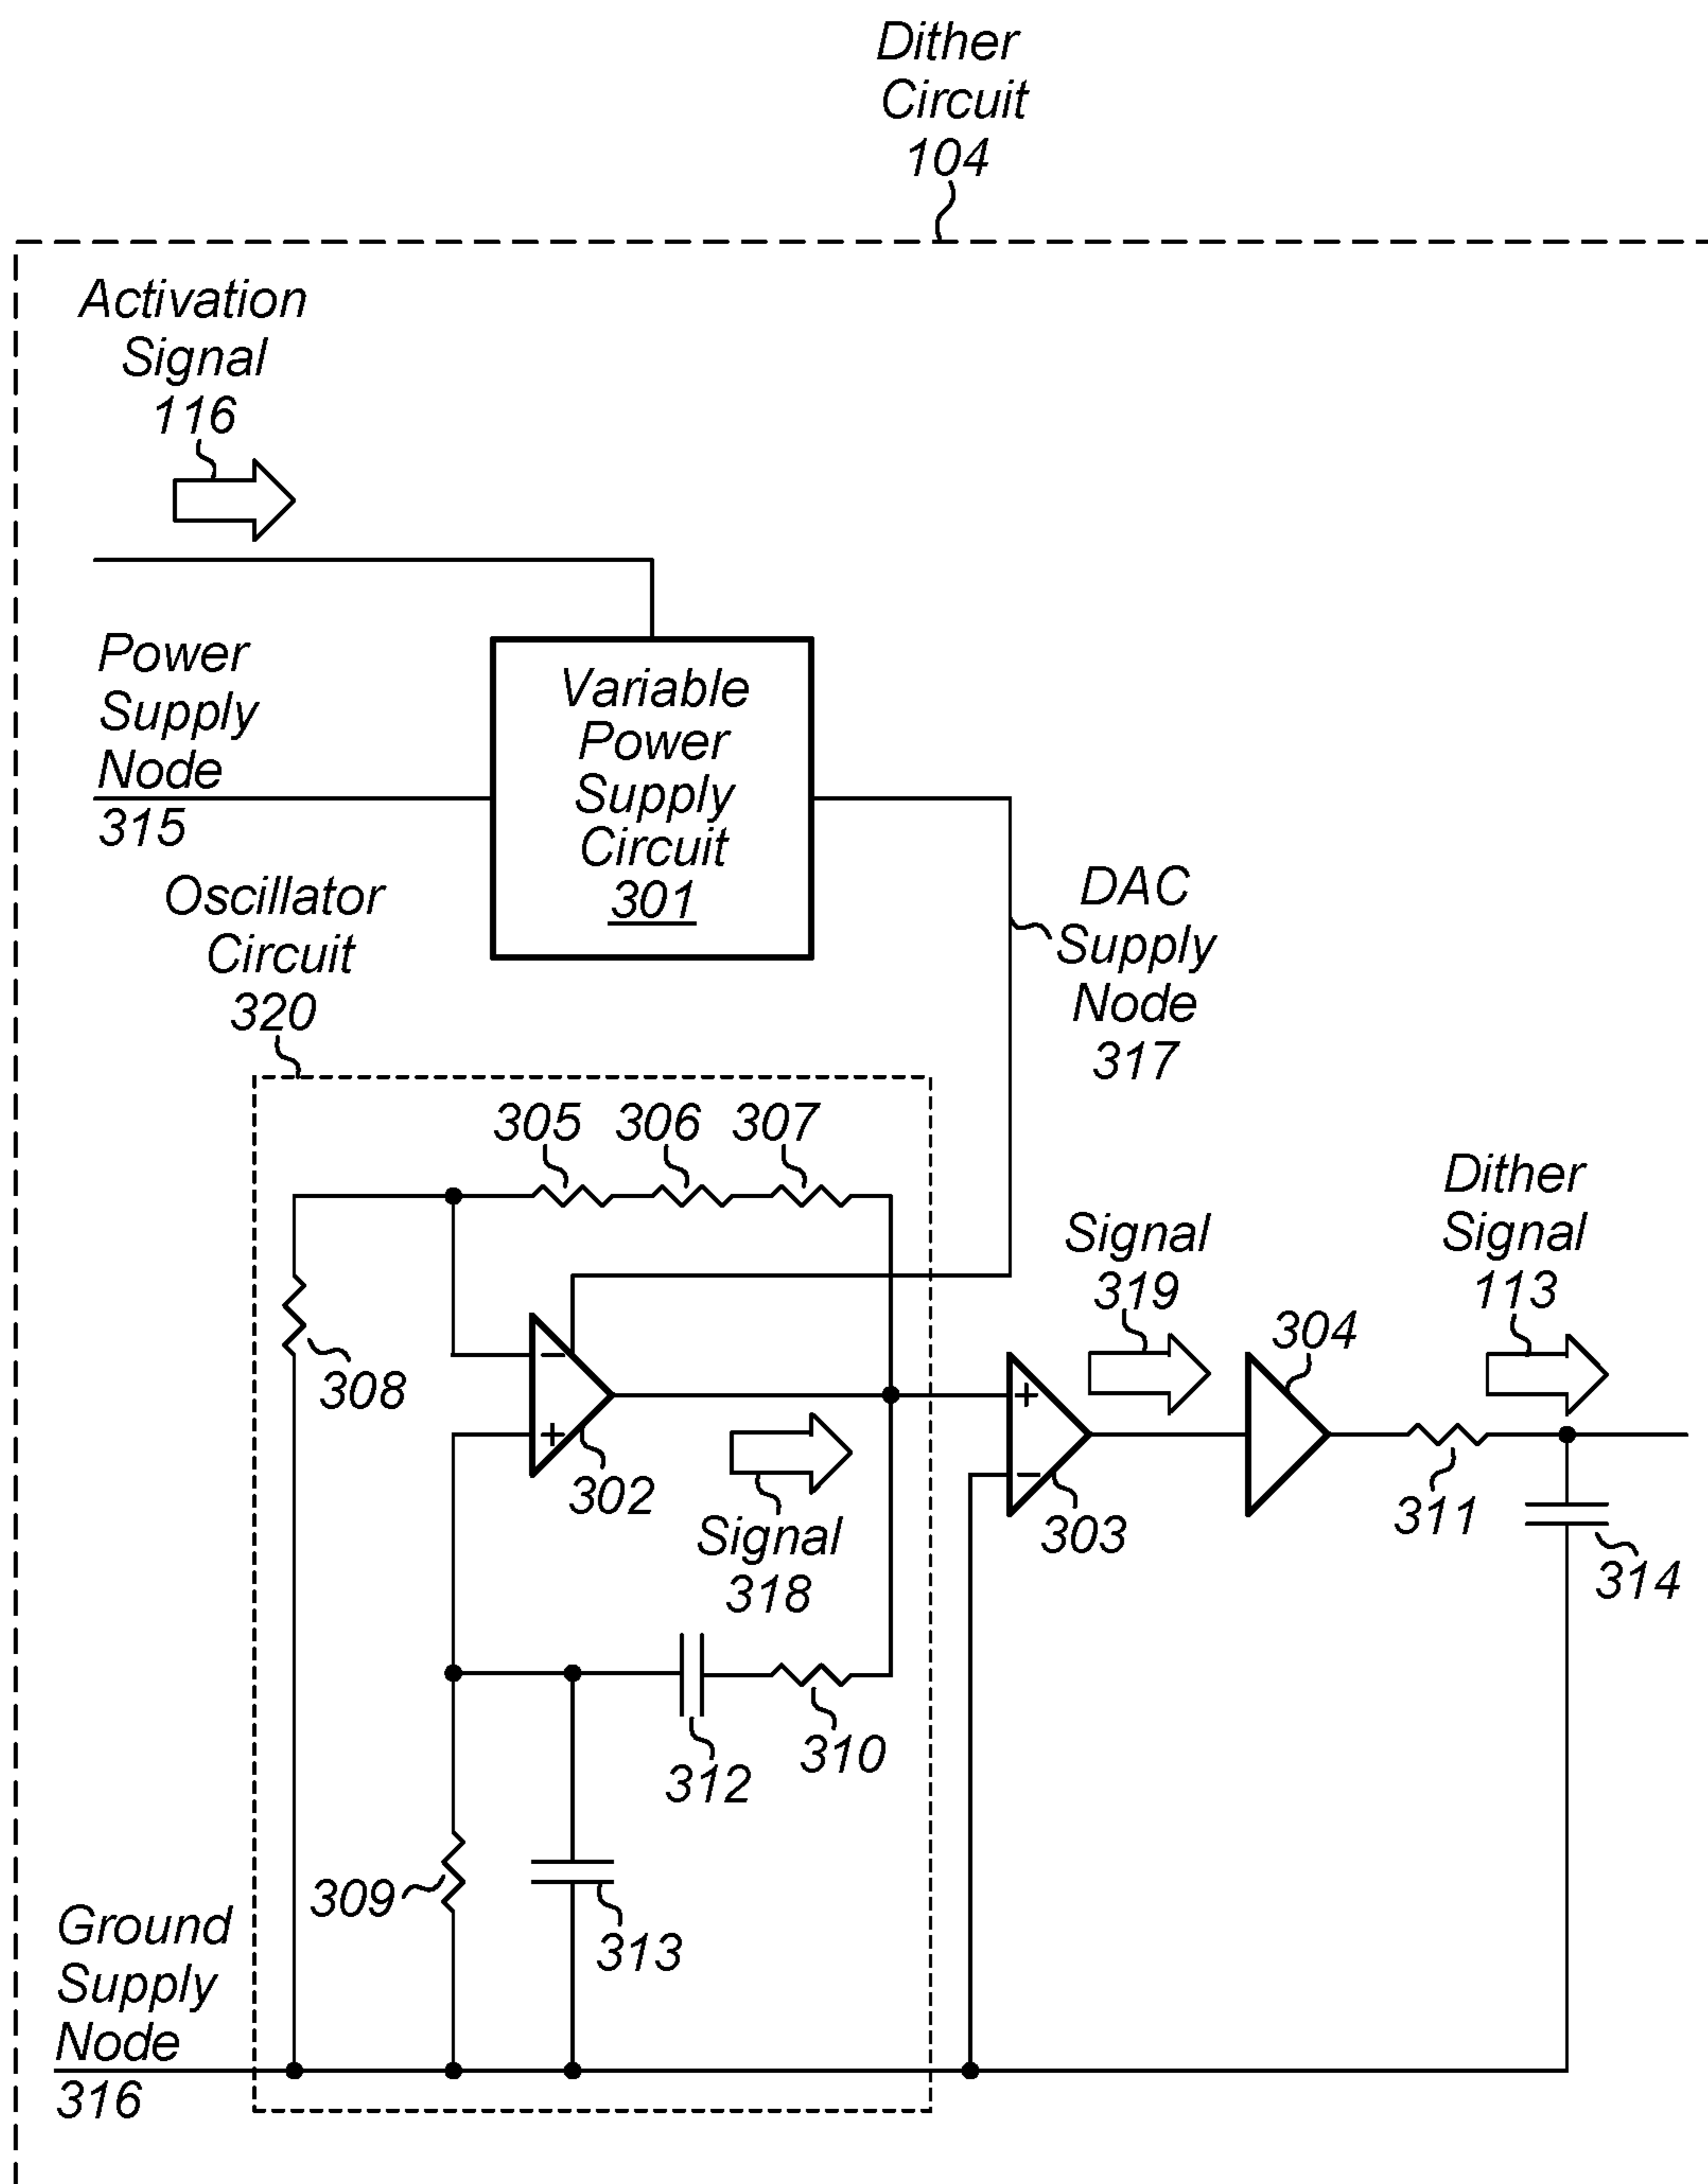 Dither
Circuit
104
Activation
Signal
116
Power
Supply
Node
315
Variable
Power
Supply
Circuit
301
Oscillator
Circuit
320
DAC
Supply
Node
317
305
306
307
308
−
+
302
Signal
318
Signal
319
+
−
303
304
Dither
Signal
113
311
314
312
310
309
313
Ground
Supply
Node
316